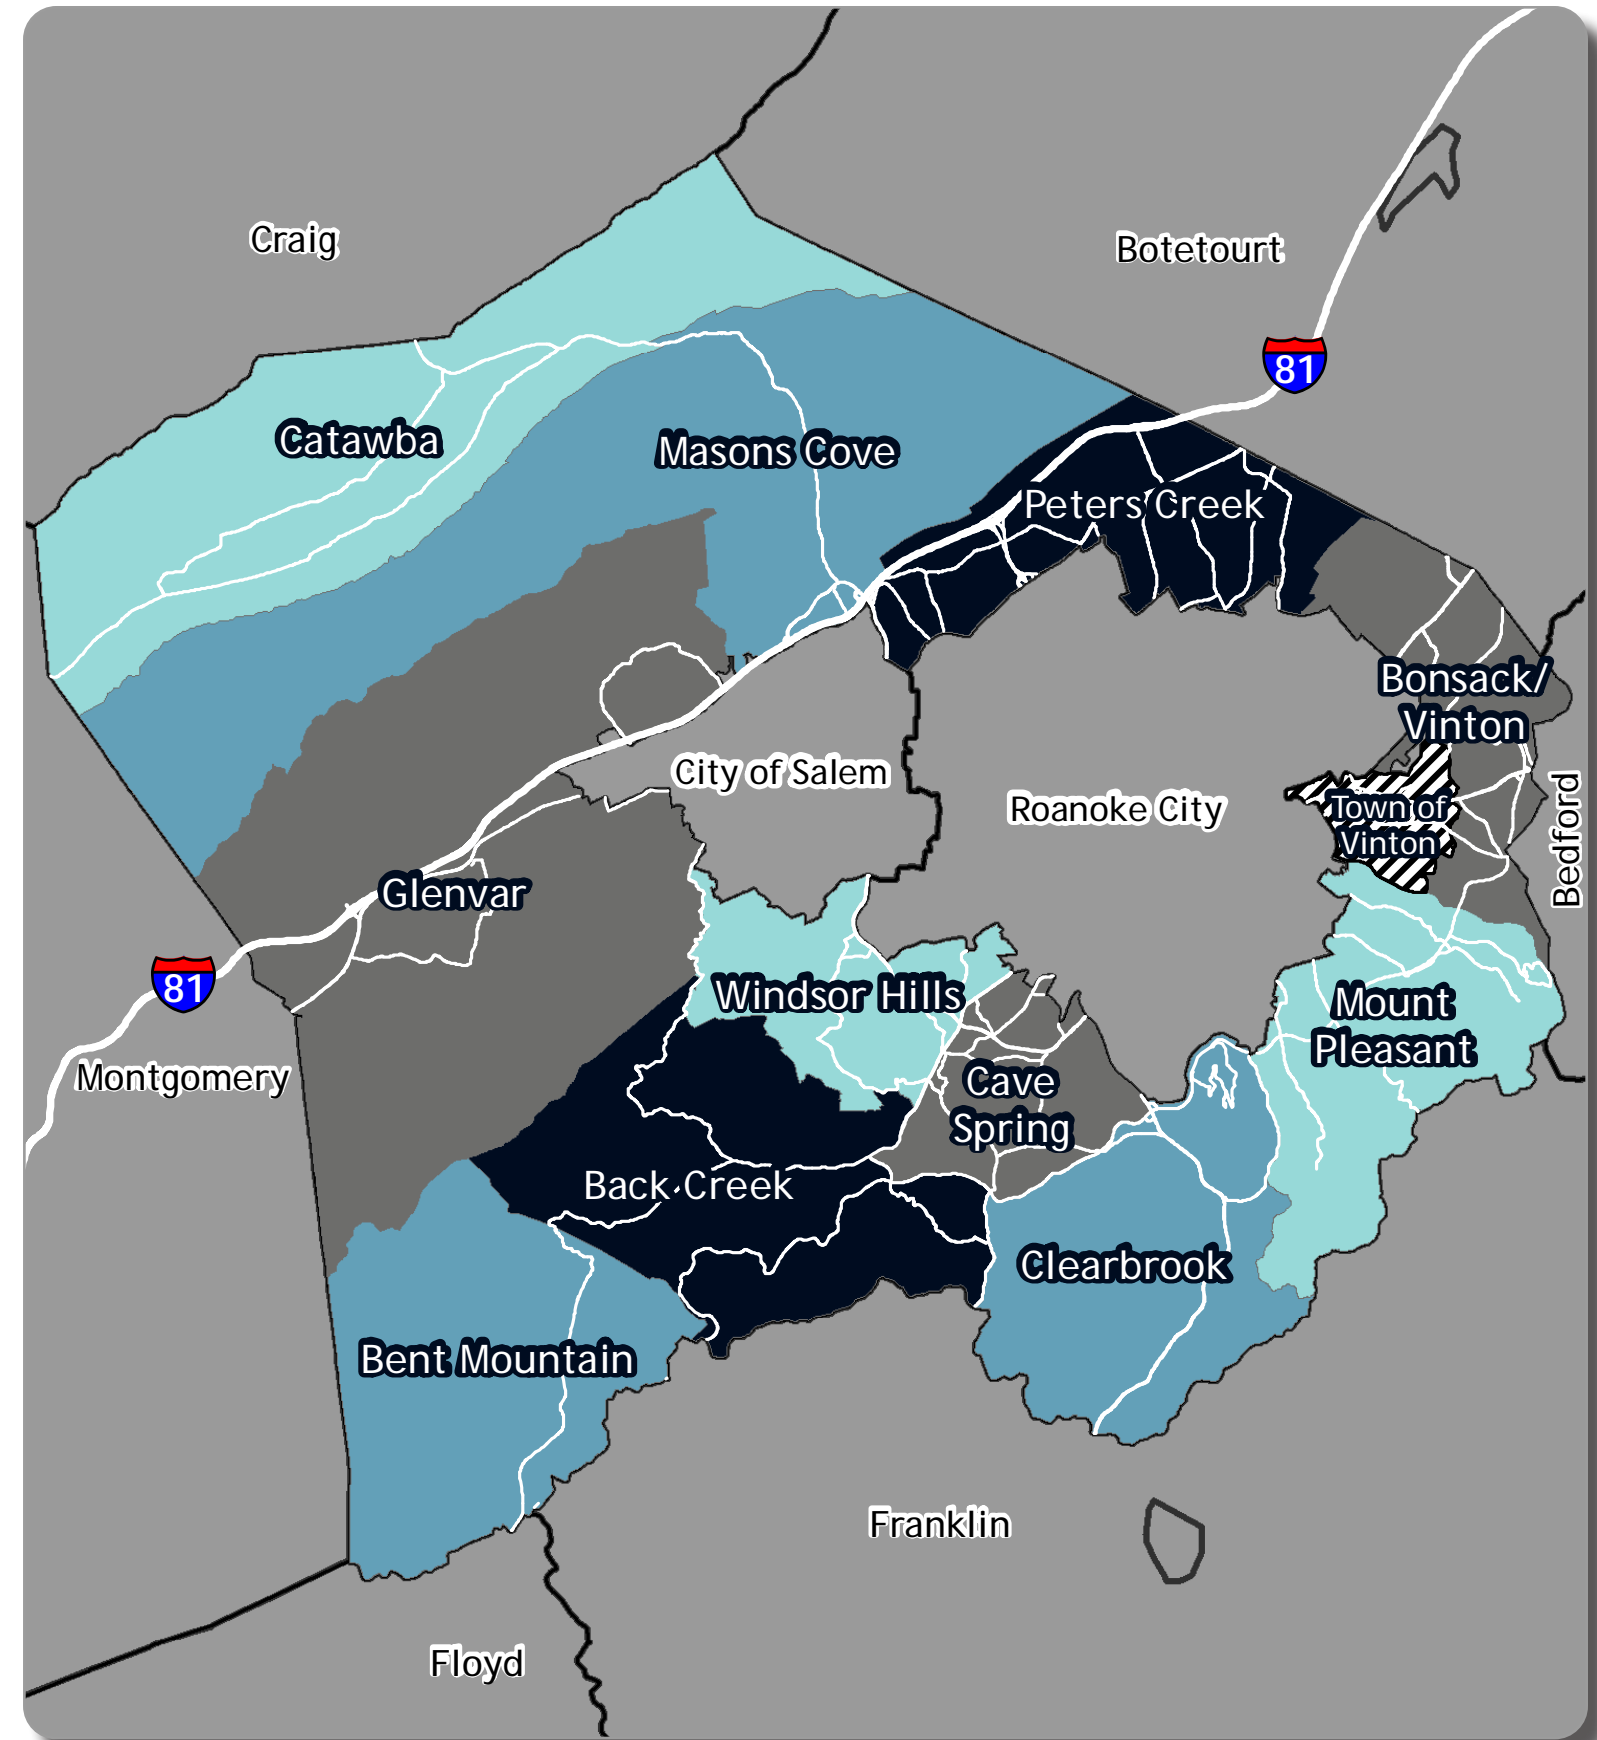 Craig
Botetourt
81
Catawba
Masons Cove
Peters Creek
Bonsack/
Vinton
City of Salem
Roanoke City
Town of
Vinton
Bedford
Glenvar
81
Windsor Hills
Mount
Pleasant
Montgomery
Cave
Spring
Back Creek
Clearbrook
Bent Mountain
Franklin
Floyd